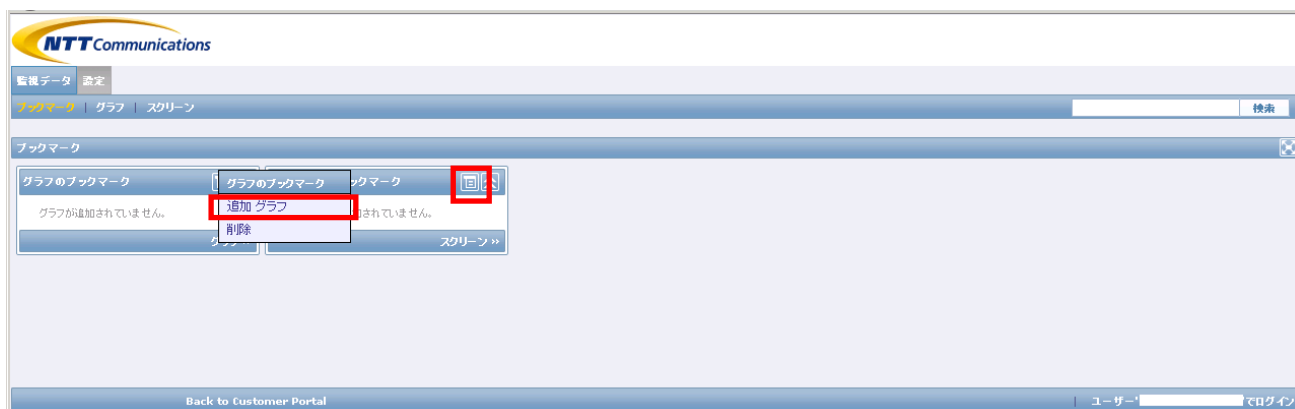 NTT Communications
監視データ 設定
ブックマーク | グラフ | スクリーン 検索
ブックマーク
グラフのブックマーク
グラフが追加されていません。
グラフのブックマーク
追加 グラフ
削除
ックマーク
されていません。
スクリーン »
Back to Customer Portal | ユーザー' でログイン